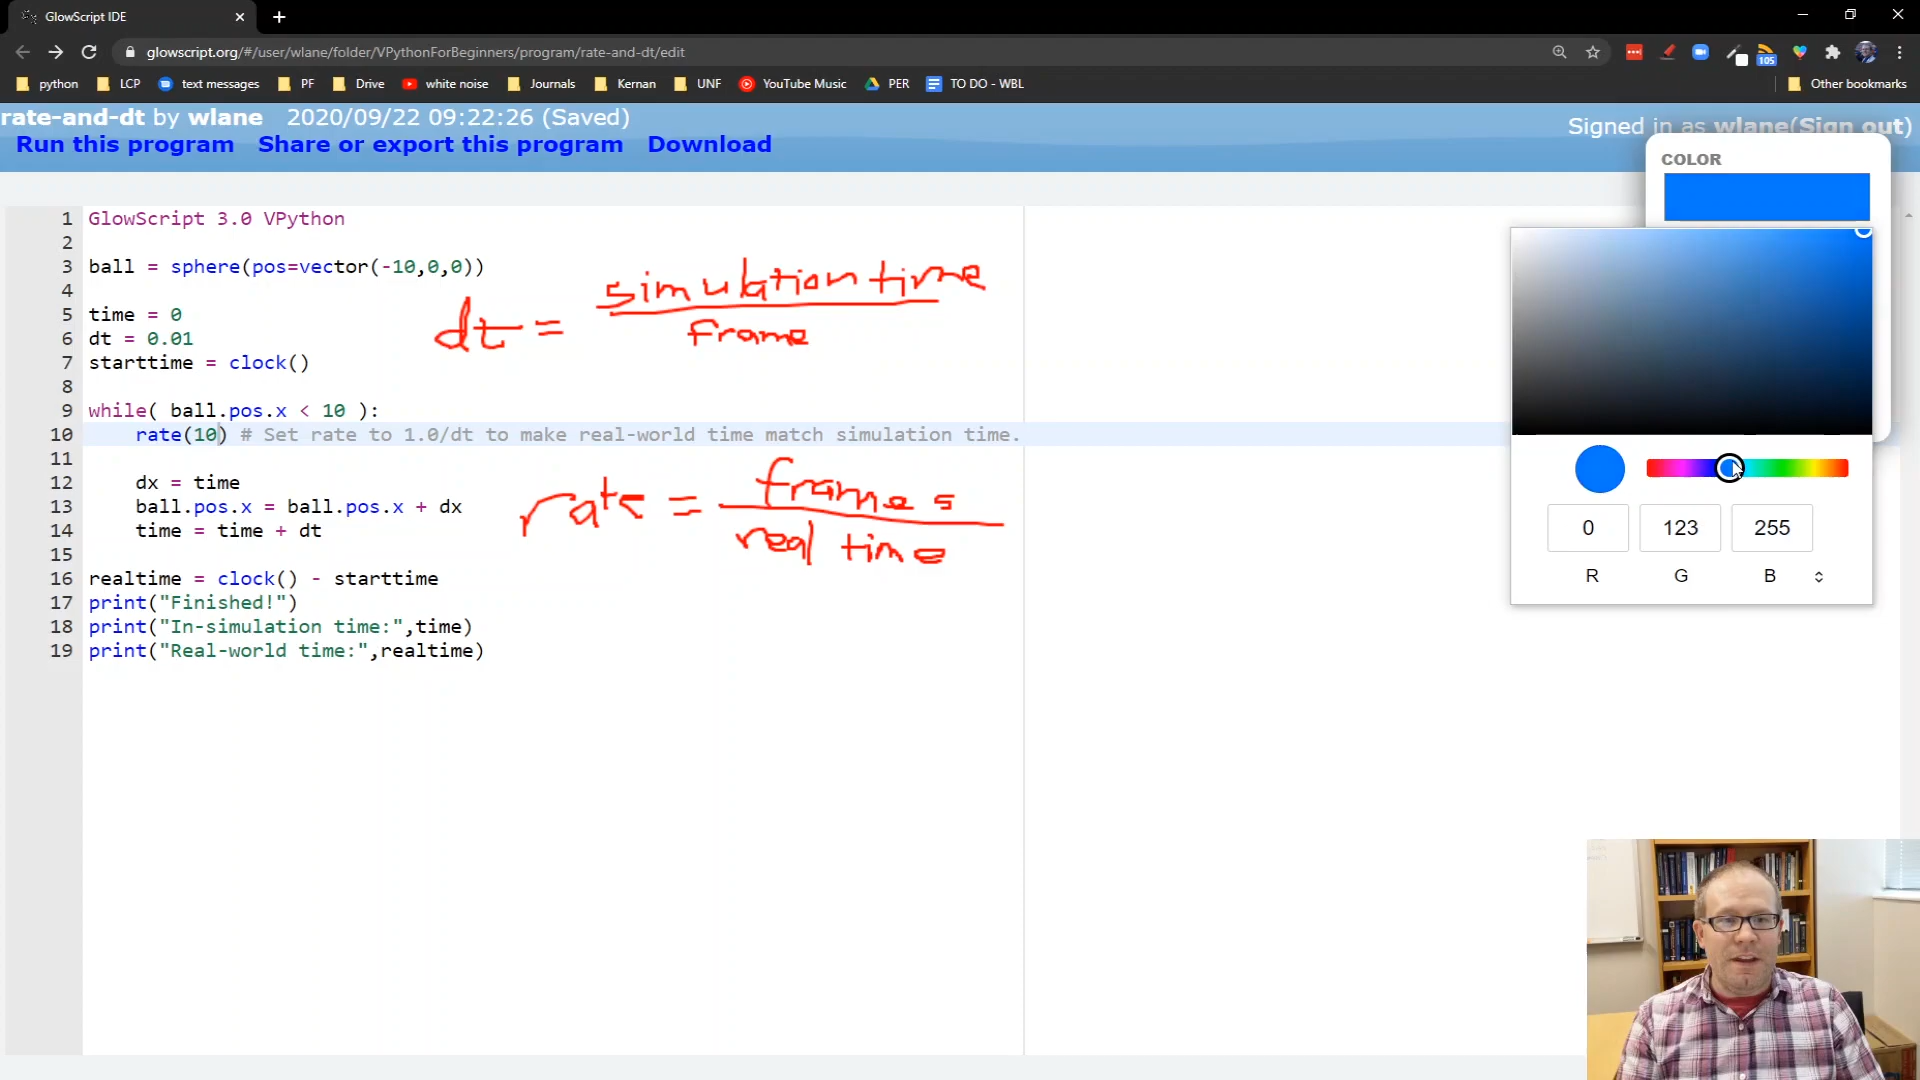 GlowScript IDE
glowscript.org/#/user/wlane/folder/VPythonForBeginners/program/rate-and-dt/edit
105
python LCP text messages PF Drive white noise Journals Kernan UNF YouTube Music PER TO DO - WBL Other bookmarks
rate-and-dt by wlane 2020/09/22 09:22:26 (Saved)
Signed in as wlane(Sign out)
Run this program Share or export this program Download
COLOR
1 GlowScript 3.0 VPython
2
3 ball = sphere(pos=vector(-10,0,0))
4
5 time = 0
6 dt = 0.01
7 starttime = clock()
8
9 while( ball.pos.x < 10 ):
10 rate(10) # Set rate to 1.0/dt to make real-world time match simulation time.
11
12 dx = time
13 ball.pos.x = ball.pos.x + dx
14 time = time + dt
15
16 realtime = clock() - starttime
17 print("Finished!")
18 print("In-simulation time:",time)
19 print("Real-world time:",realtime)
dt = simulation time
frame
rate = frames
real time
0 123 255
R G B